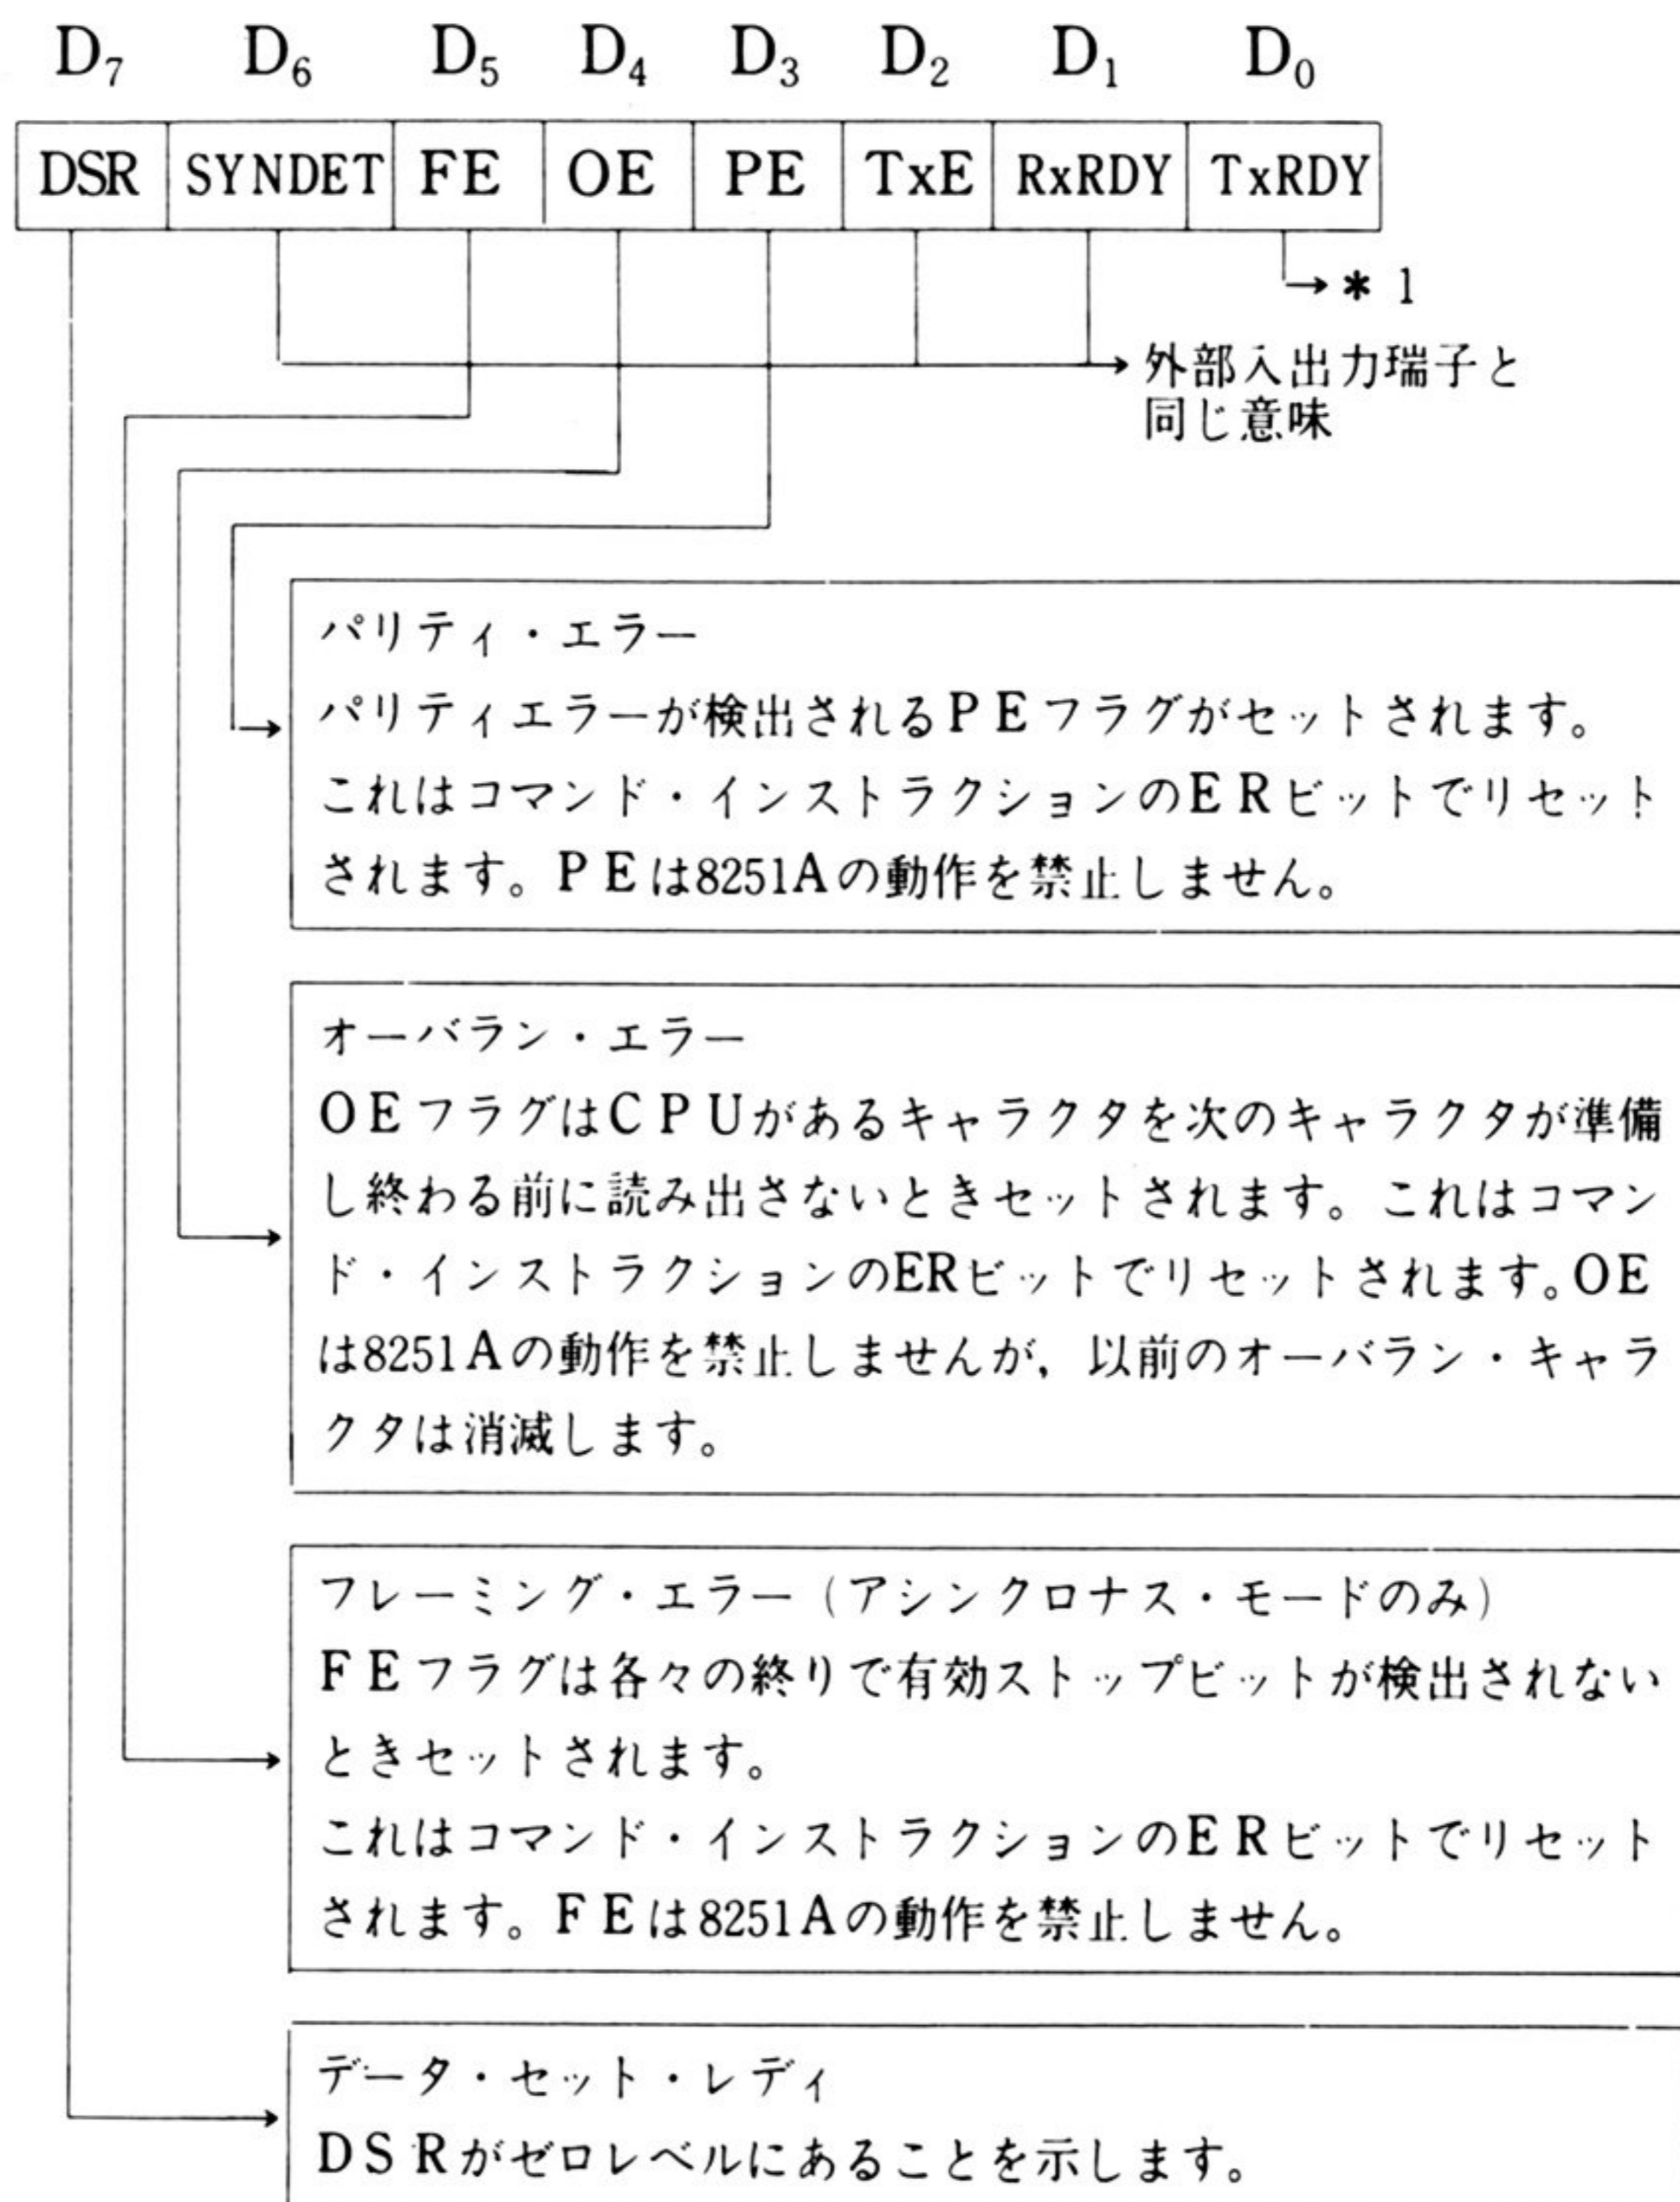 D₇ D₆ D₅ D₄ D₃ D₂ D₁ D₀
DSR SYNDET FE OE PE TxE RxRDY TxRDY
→ * 1
外部入出力瑞子と
同じ意味
パリティ・エラー
パリティエラーが検出されるPEフラグがセットされます。
これはコマンド・インストラクションのERビットでリセット
されます。PEは8251Aの動作を禁止しません。
オーバラン・エラー
OEフラグはCPUがあるキャラクタを次のキャラクタが準備
し終わる前に読み出さないときセットされます。これはコマン
ド・インストラクションのERビットでリセットされます。OE
は8251Aの動作を禁止しませんが，以前のオーバラン・キャラ
クタは消滅します。
フレーミング・エラー（アシンクロナス・モードのみ）
FEフラグは各々の終りで有効ストップビットが検出されない
ときセットされます。
これはコマンド・インストラクションのERビットでリセット
されます。FEは8251Aの動作を禁止しません。
データ・セット・レディ
DSRがゼロレベルにあることを示します。